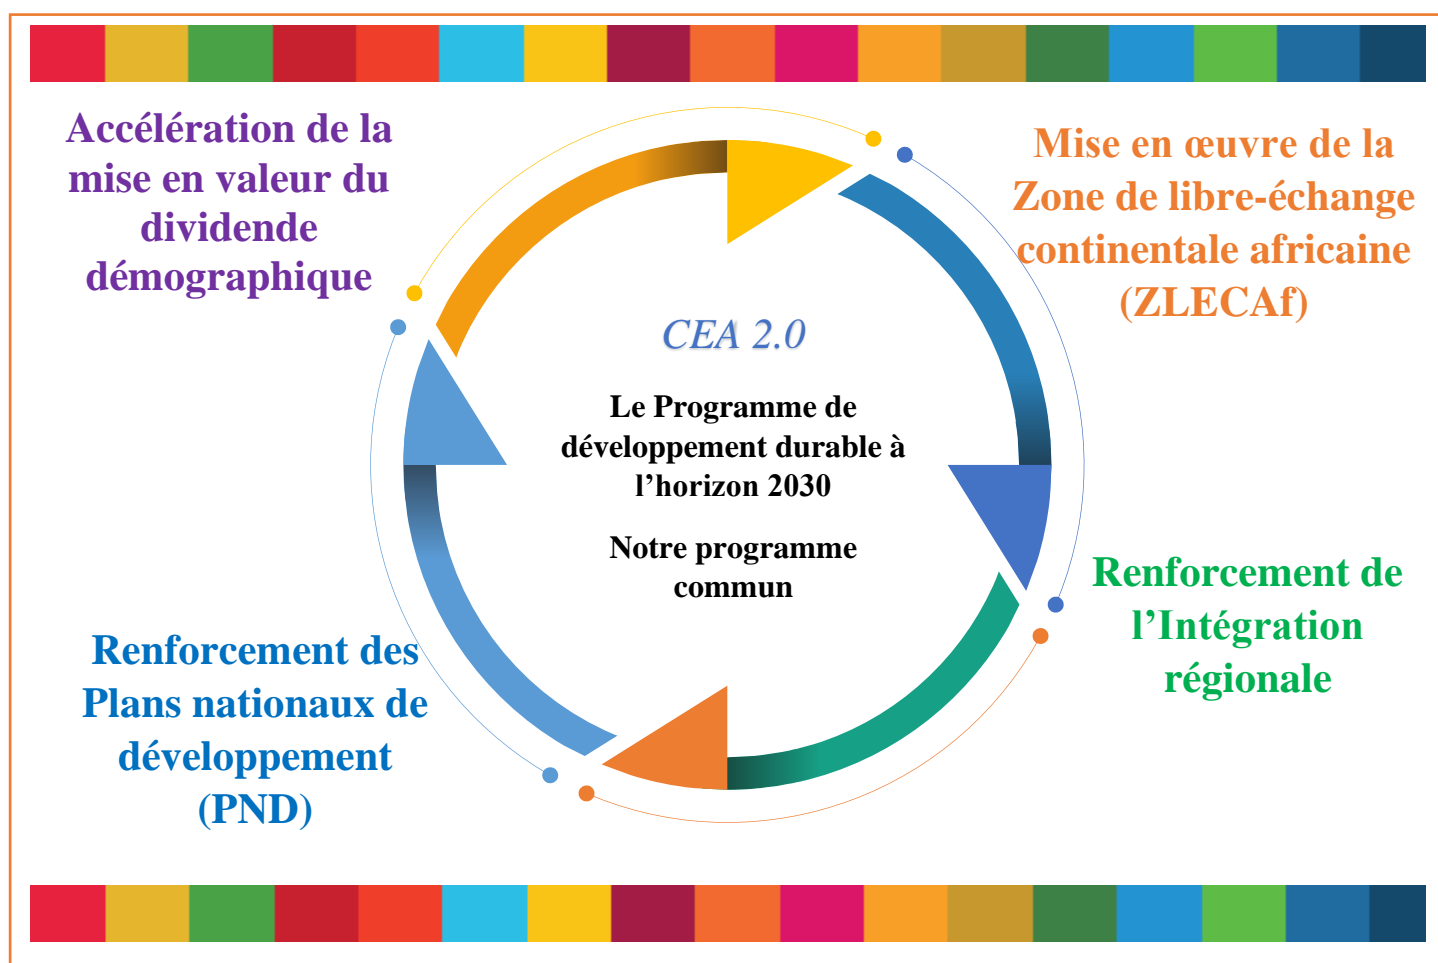 Accélération de la
mise en valeur du
dividende
démographique
Mise en œuvre de la
Zone de libre-échange
continentale africaine
(ZLECAf)
CEA 2.0
Le Programme de
développement durable à
l’horizon 2030
Notre programme
commun
Renforcement de
l’Intégration
régionale
Renforcement des
Plans nationaux de
développement
(PND)